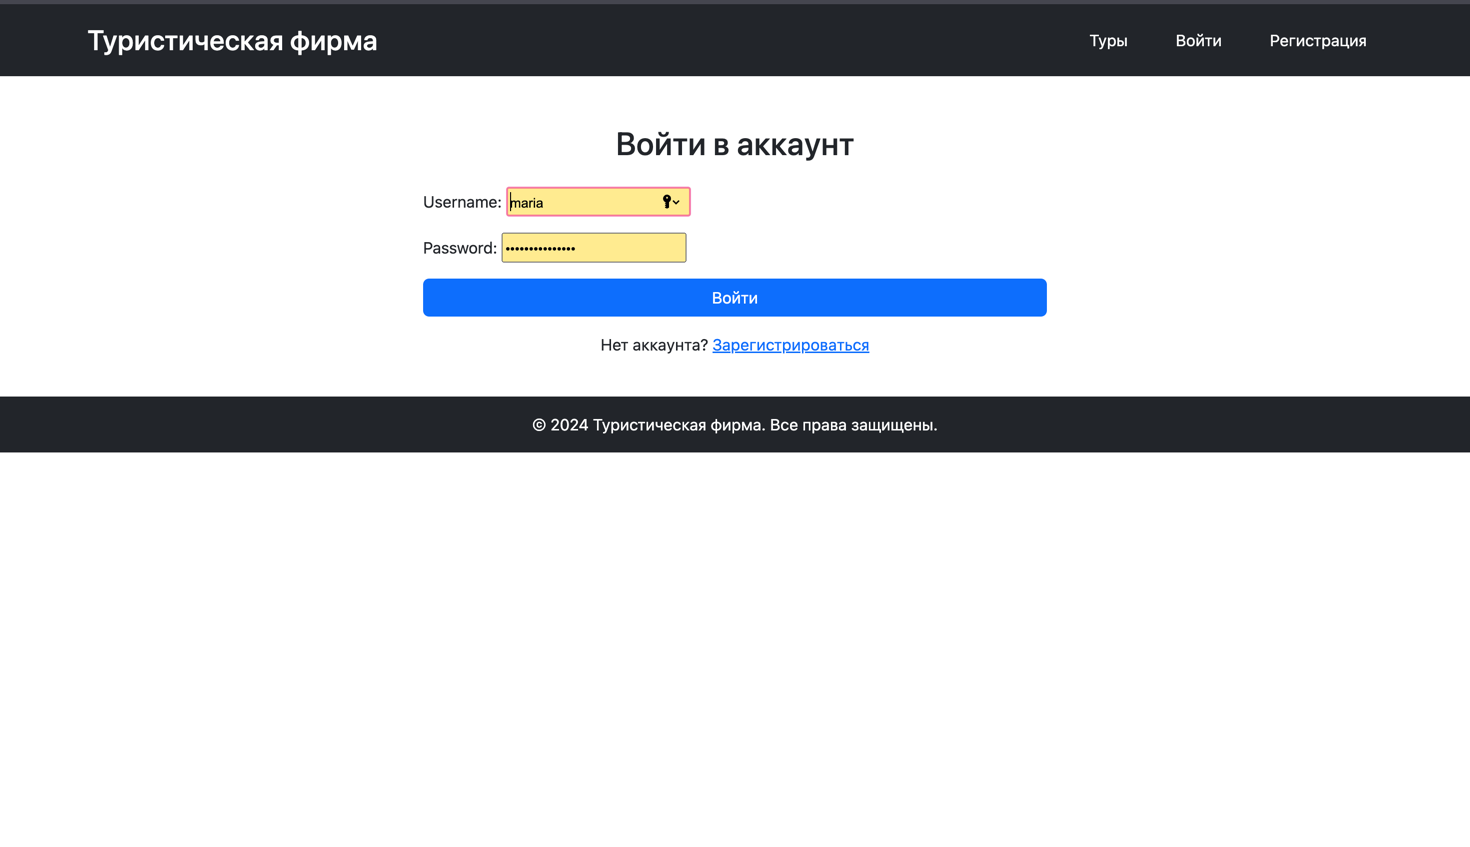 Туристическая фирма
Туры Войти Регистрация
Войти в аккаунт
Username: maria
Password: •••••••••••••••
Войти
Нет аккаунта? Зарегистрироваться
© 2024 Туристическая фирма. Все права защищены.